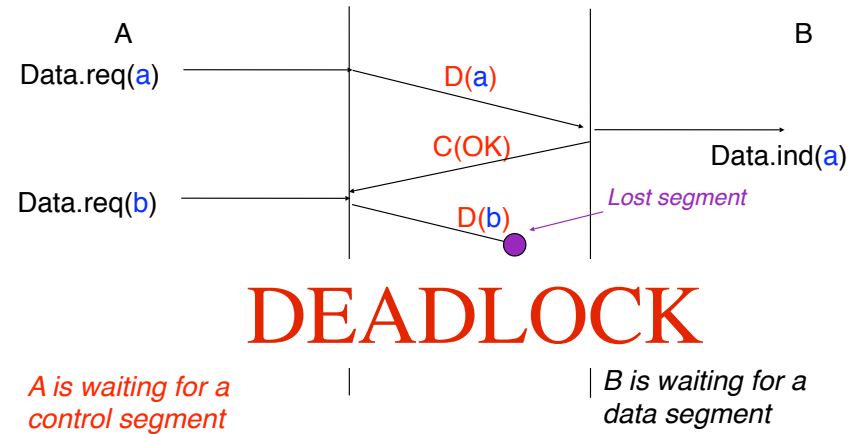 A
B
Data.req(a)
D(a)
C(OK)
Data.ind(a)
Data.req(b)
D(b)
Lost segment
DEADLOCK
A is waiting for a
control segment
B is waiting for a
data segment